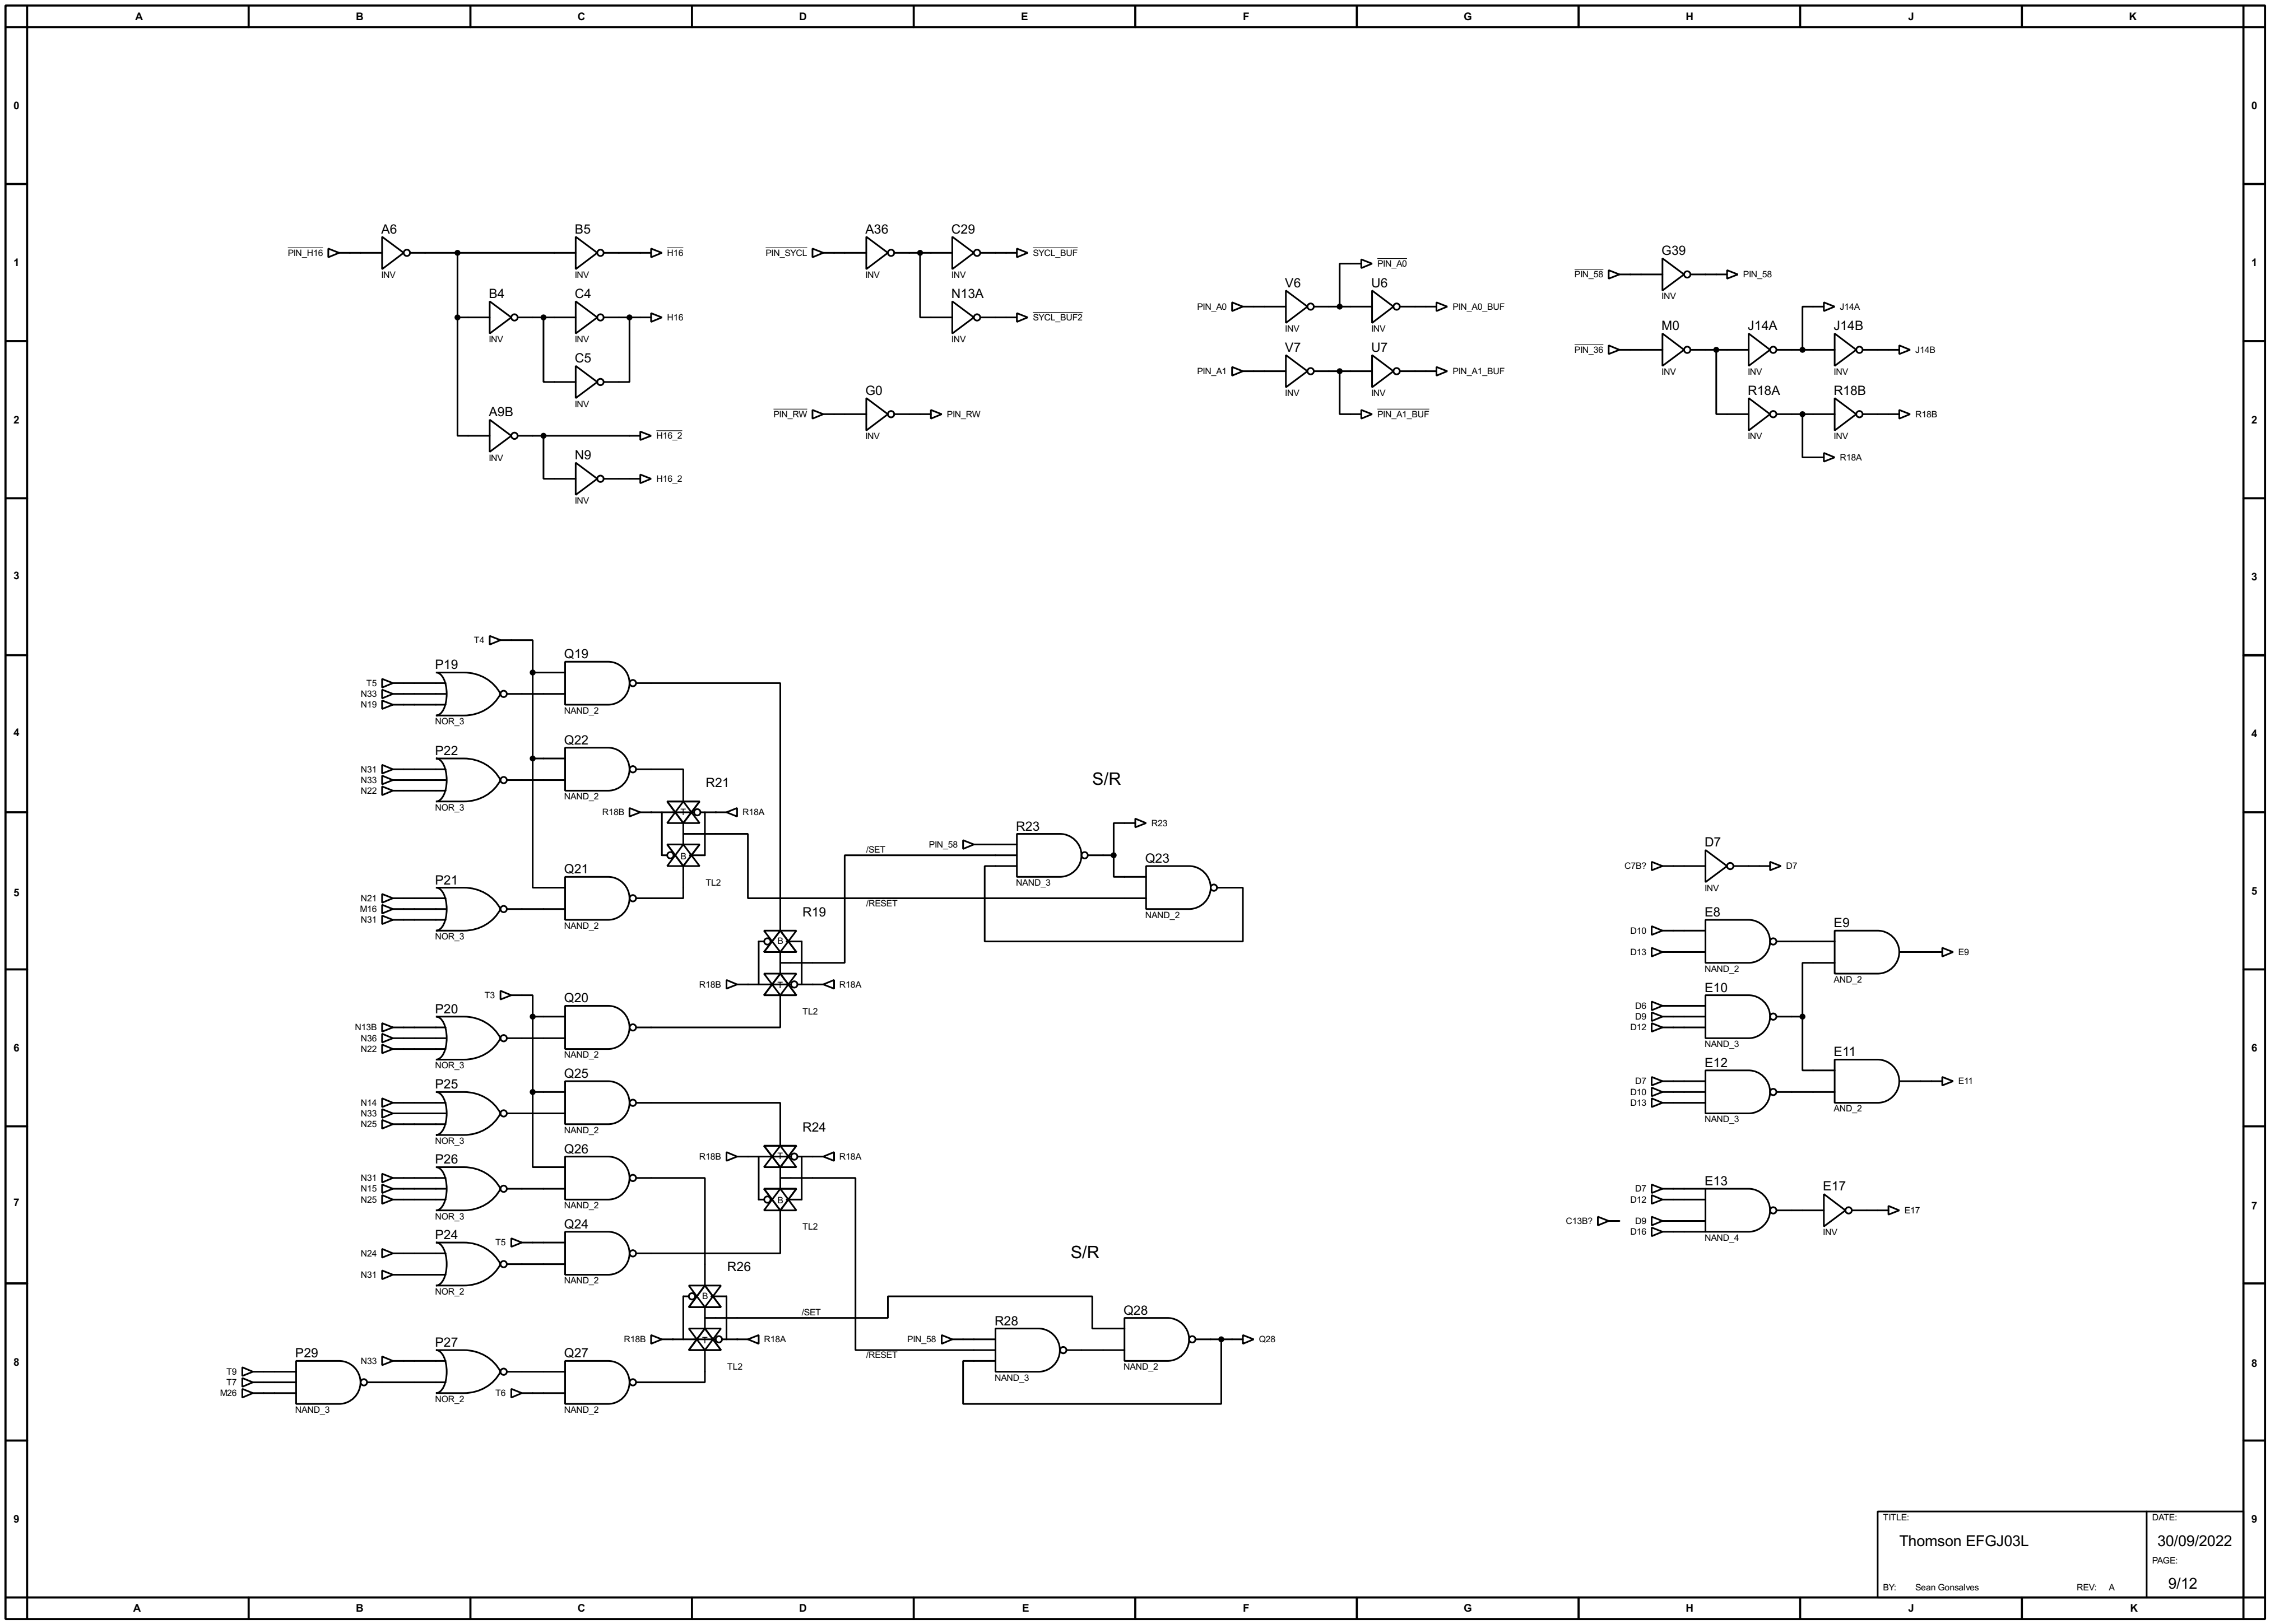 A B C D E F G H J K
0 0
1 1
2 2
3 3
4 4
5 5
6 6
7 7
8 8
9 9
A6
PIN_H16
INV
B5
INV
H16
B4
INV
C4
INV
H16
C5
INV
A9B
INV
H16_2
N9
INV
H16_2
A36
PIN_SYCL
INV
C29
INV
SYCL_BUF
N13A
INV
SYCL_BUF2
G0
PIN_RW
INV
PIN_RW
PIN_A0
V6
PIN_A0
INV
U6
INV
PIN_A0_BUF
V7
PIN_A1
INV
U7
INV
PIN_A1_BUF
PIN_A1_BUF
G39
PIN_58
INV
PIN_58
J14A
M0
PIN_36
INV
J14A
INV
J14B
INV
J14B
R18A
INV
R18B
INV
R18B
R18A
T4
P19
T5
N33
N19
NOR_3
Q19
NAND_2
P22
N31
N33
N22
NOR_3
Q22
NAND_2
R21
R18B
T
R18A
B
TL2
P21
N21
M16
N31
NOR_3
Q21
NAND_2
S/R
R23
PIN_58
R23
NAND_3
/SET
/RESET
Q23
NAND_2
R19
B
R18B
T
R18A
TL2
T3
P20
N13B
N36
N22
NOR_3
Q20
NAND_2
P25
N14
N33
N25
NOR_3
Q25
NAND_2
R24
R18B
T
R18A
B
TL2
P26
N31
N15
N25
NOR_3
Q26
NAND_2
P24
N24
N31
NOR_2
Q24
T5
NAND_2
R26
B
R18B
T
R18A
TL2
P29
T9
T7
M26
NAND_3
P27
N33
NOR_2
Q27
T6
NAND_2
S/R
/SET
/RESET
R28
PIN_58
NAND_3
Q28
NAND_2
Q28
D7
C7B?
INV
D7
E8
D10
D13
NAND_2
E9
AND_2
E9
E10
D6
D9
D12
NAND_3
E12
D7
D10
D13
NAND_3
E11
AND_2
E11
E13
D7
D12
C13B?
D9
D16
NAND_4
E17
INV
E17
TITLE:
Thomson EFGJ03L
DATE:
30/09/2022
PAGE:
9/12
BY: Sean Gonsalves
REV: A
A B C D E F G H J K